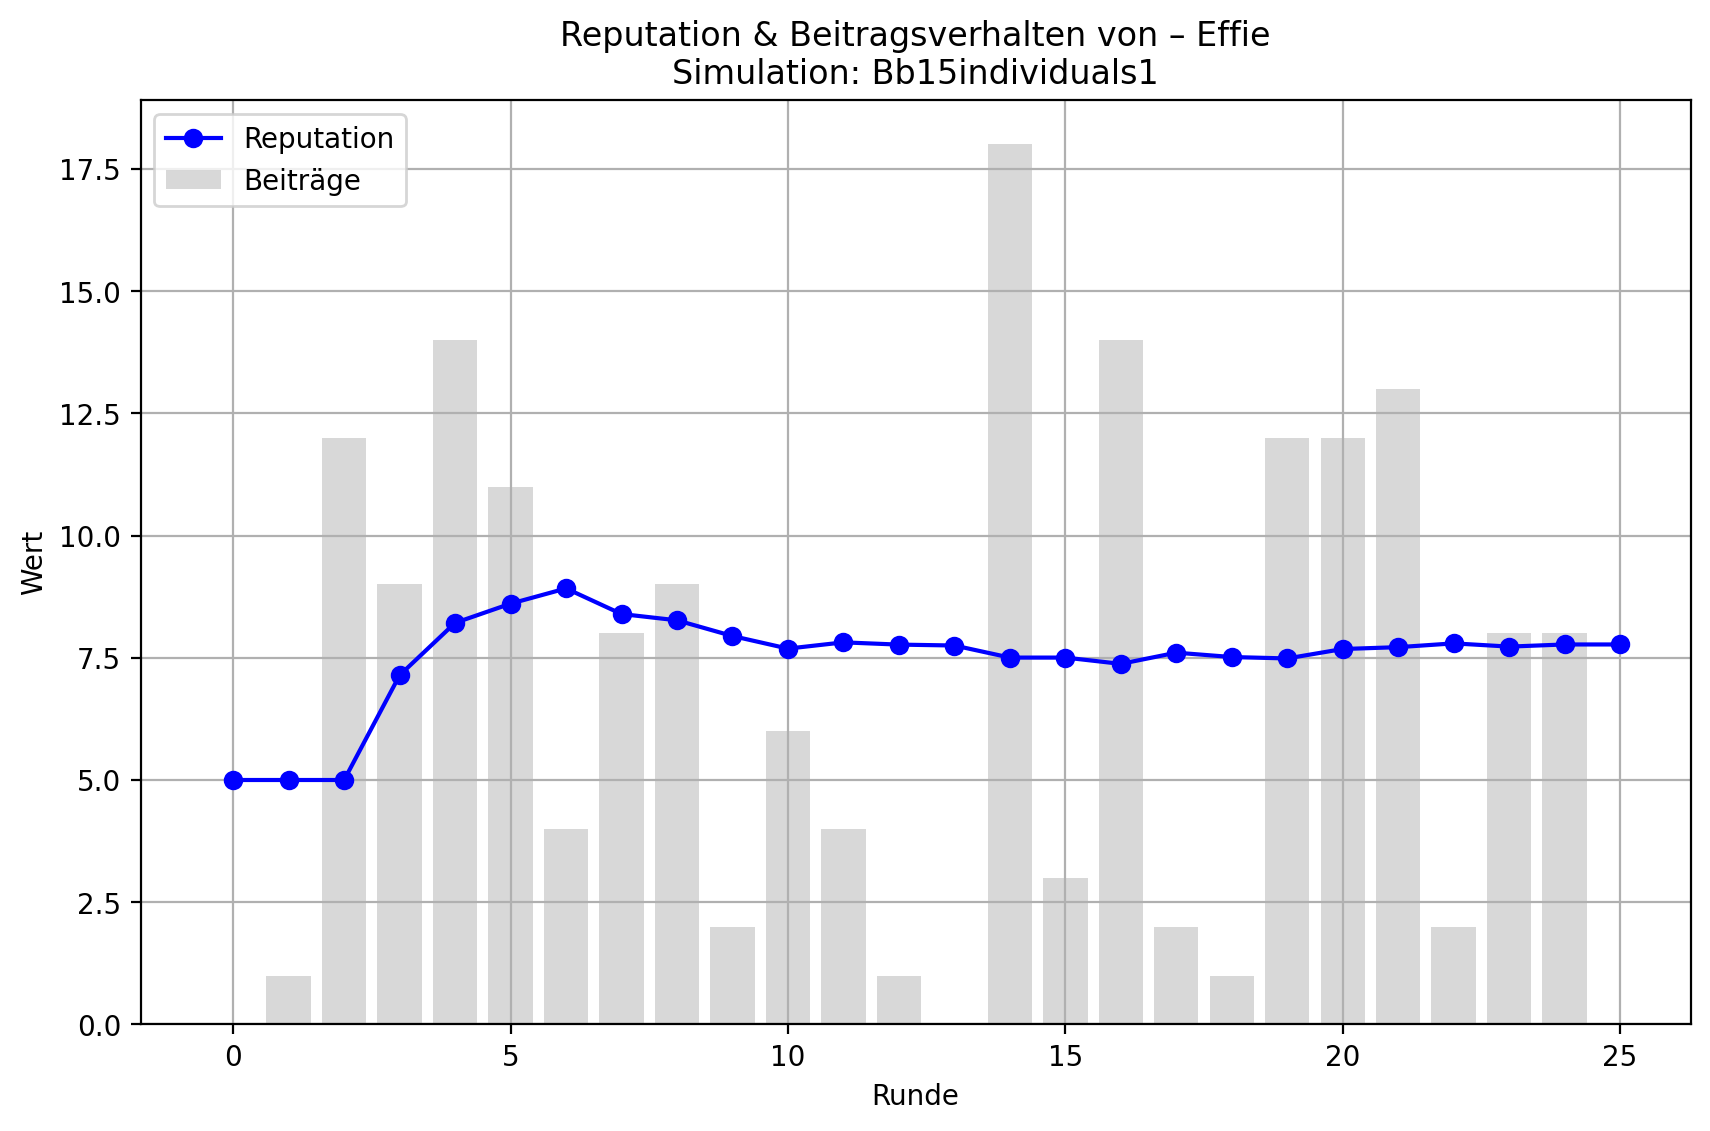 Reputation & Beitragsverhalten von – Effie
Simulation: Bb15individuals1
Reputation
Beiträge
17.5
15.0
12.5
10.0
7.5
5.0
2.5
0.0
Wert
0 5 10 15 20 25
Runde